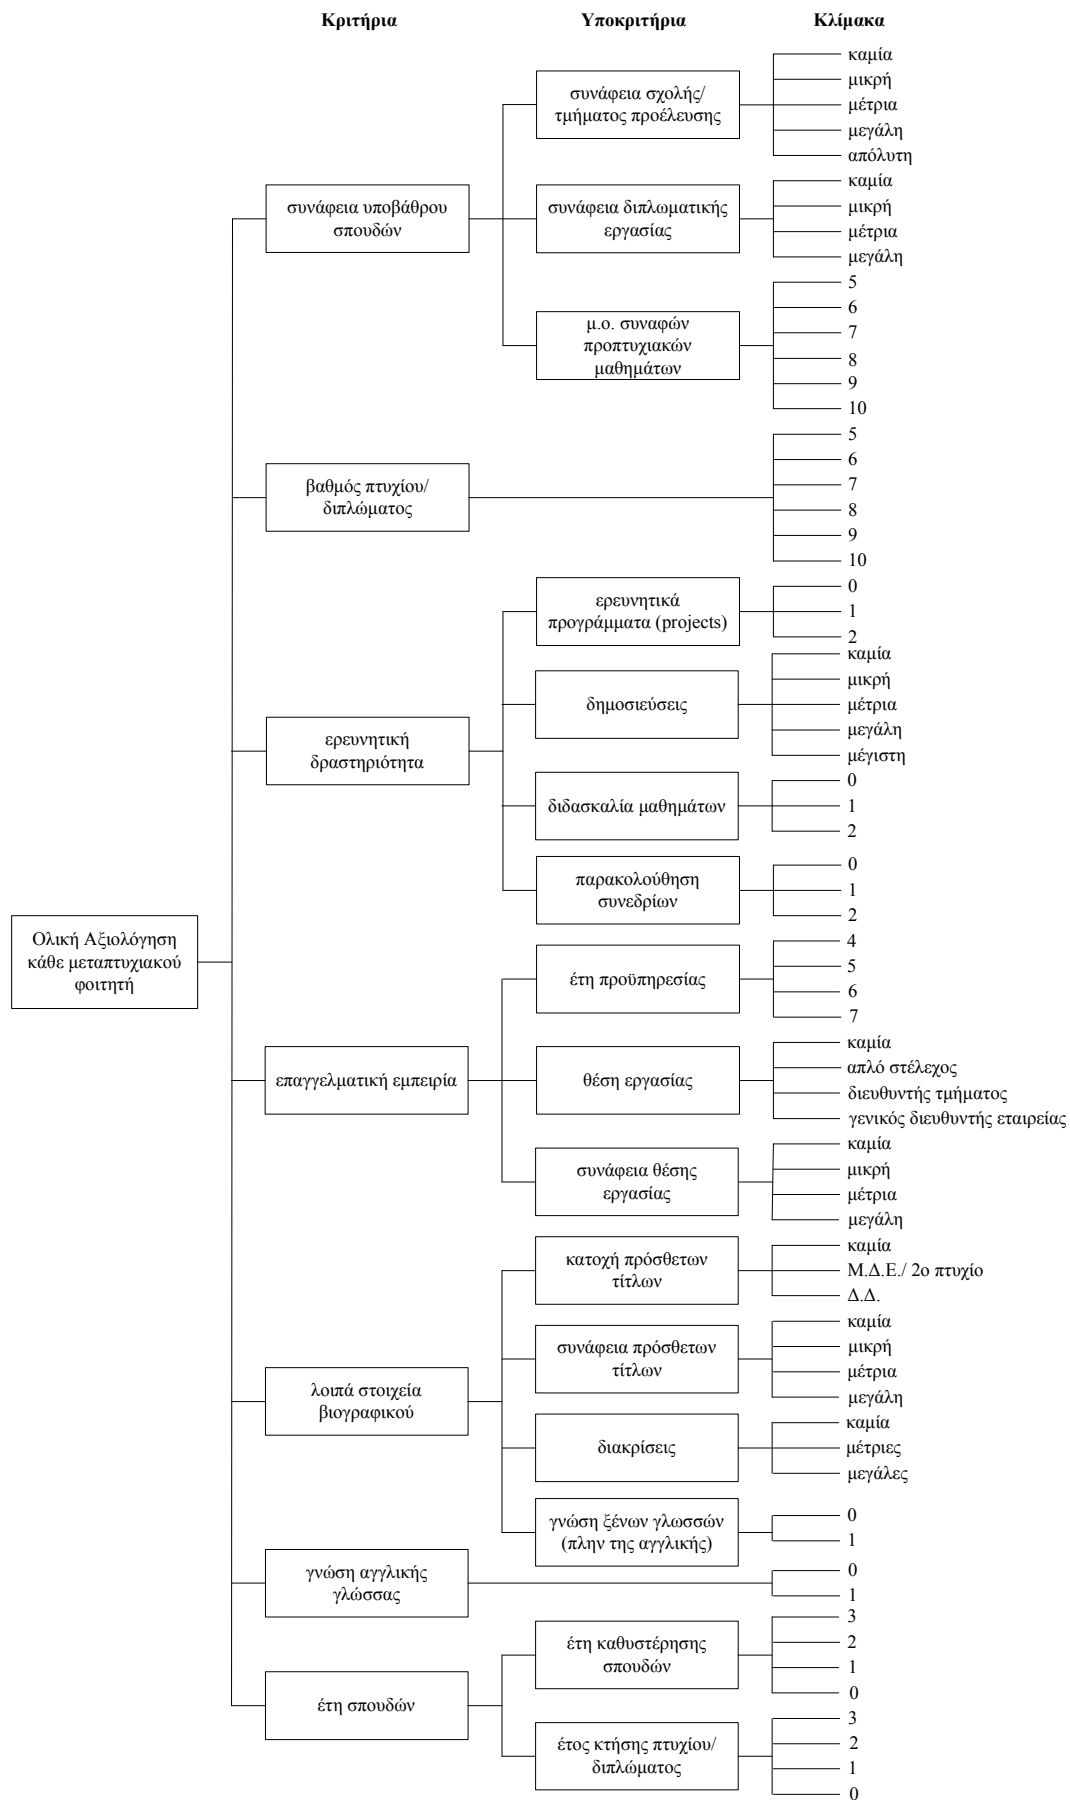 Κριτήρια
Υποκριτήρια
Κλίμακα
Ολική Αξιολόγηση
κάθε μεταπτυχιακού
φοιτητή
συνάφεια υποβάθρου
σπουδών
συνάφεια σχολής/
τμήματος προέλευσης
καμία
μικρή
μέτρια
μεγάλη
απόλυτη
συνάφεια διπλωματικής
εργασίας
καμία
μικρή
μέτρια
μεγάλη
μ.ο. συναφών
προπτυχιακών
μαθημάτων
5
6
7
8
9
10
βαθμός πτυχίου/
διπλώματος
5
6
7
8
9
10
ερευνητική
δραστηριότητα
ερευνητικά
προγράμματα (projects)
0
1
2
δημοσιεύσεις
καμία
μικρή
μέτρια
μεγάλη
μέγιστη
διδασκαλία μαθημάτων
0
1
2
παρακολούθηση
συνεδρίων
0
1
2
επαγγελματική εμπειρία
έτη προϋπηρεσίας
4
5
6
7
θέση εργασίας
καμία
απλό στέλεχος
διευθυντής τμήματος
γενικός διευθυντής εταιρείας
συνάφεια θέσης
εργασίας
καμία
μικρή
μέτρια
μεγάλη
λοιπά στοιχεία
βιογραφικού
κατοχή πρόσθετων
τίτλων
καμία
Μ.Δ.Ε./ 2ο πτυχίο
Δ.Δ.
συνάφεια πρόσθετων
τίτλων
καμία
μικρή
μέτρια
μεγάλη
διακρίσεις
καμία
μέτριες
μεγάλες
γνώση ξένων γλωσσών
(πλην της αγγλικής)
0
1
γνώση αγγλικής
γλώσσας
0
1
έτη σπουδών
έτη καθυστέρησης
σπουδών
3
2
1
0
έτος κτήσης πτυχίου/
διπλώματος
3
2
1
0